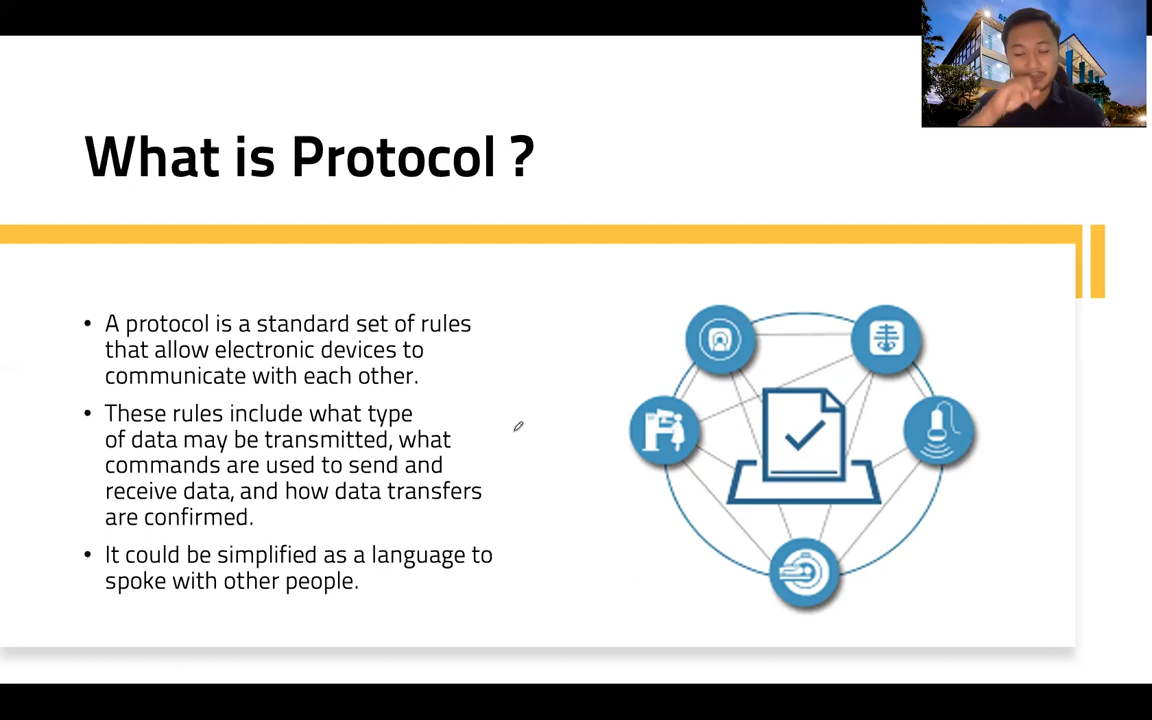 What is Protocol ?
• A protocol is a standard set of rules
that allow electronic devices to
communicate with each other.
• These rules include what type
of data may be transmitted, what
commands are used to send and
receive data, and how data transfers
are confirmed.
• It could be simplified as a language to
spoke with other people.